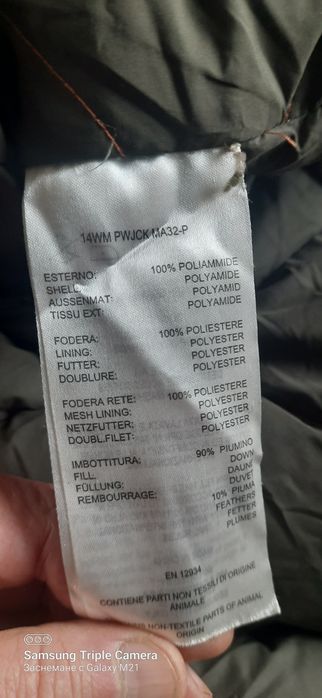 14WM PWJCK MA32-P
ESTERNO: 100% POLIAMMIDE
SHELL: POLYAMIDE
AUSSENMAT: POLYAMID
TISSU EXT: POLYAMIDE
FODERA: 100% POLIESTERE
LINING: POLYESTER
FUTTER: POLYESTER
DOUBLURE: POLYESTER
FODERA RETE: 100% POLIESTERE
MESH LINING: POLYESTER
NETZFUTTER: POLYESTER
DOUBL.FILET: POLYESTER
IMBOTTITURA: 90% PIUMINO
FILL. DOWN
FÜLLUNG: DAUNE
REMBOURRAGE: DUVET
10% PIUMA
FEATHERS
FETTER
PLUMES
EN 12934
CONTIENE PARTI NON TESSILI DI ORIGINE
ANIMALE
NON-TEXTILE PARTS OF ANIMAL
ORIGIN
Samsung Triple Camera
Заснемане с Galaxy M21